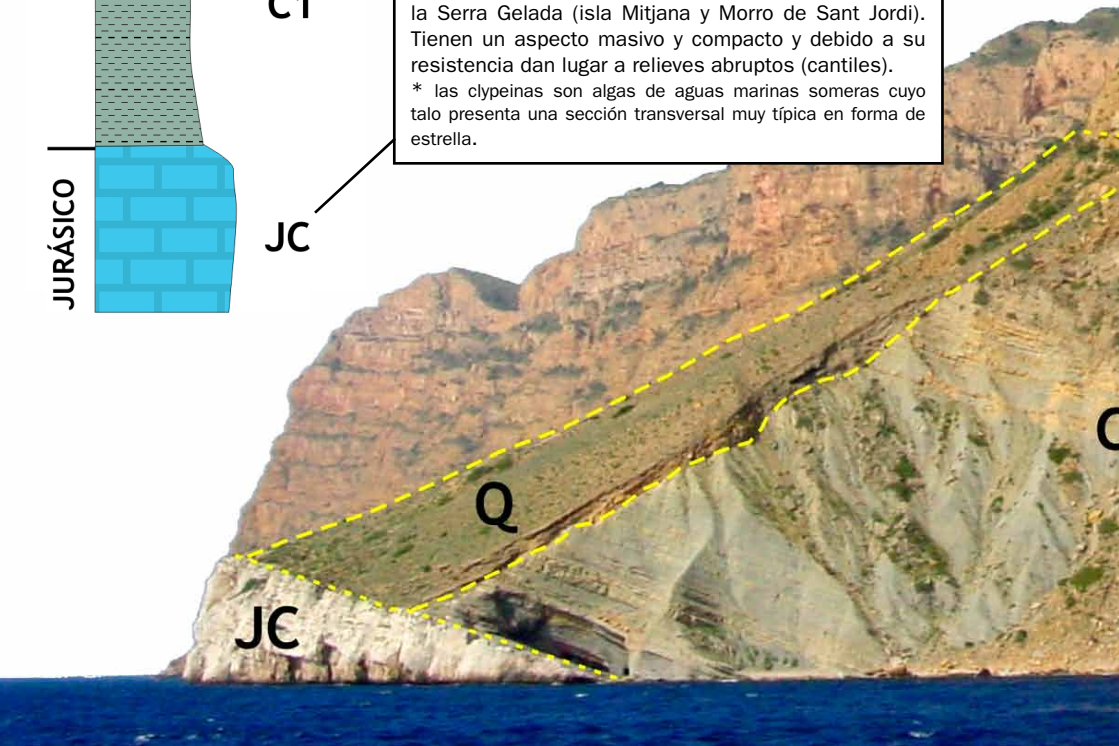 C1
la Serra Gelada (isla Mitjana y Morro de Sant Jordi).
Tienen un aspecto masivo y compacto y debido a su
resistencia dan lugar a relieves abruptos (cantiles).
* las clypeinas son algas de aguas marinas someras cuyo
talo presenta una sección transversal muy típica en forma de
estrella.
JURÁSICO
JC
Q
JC